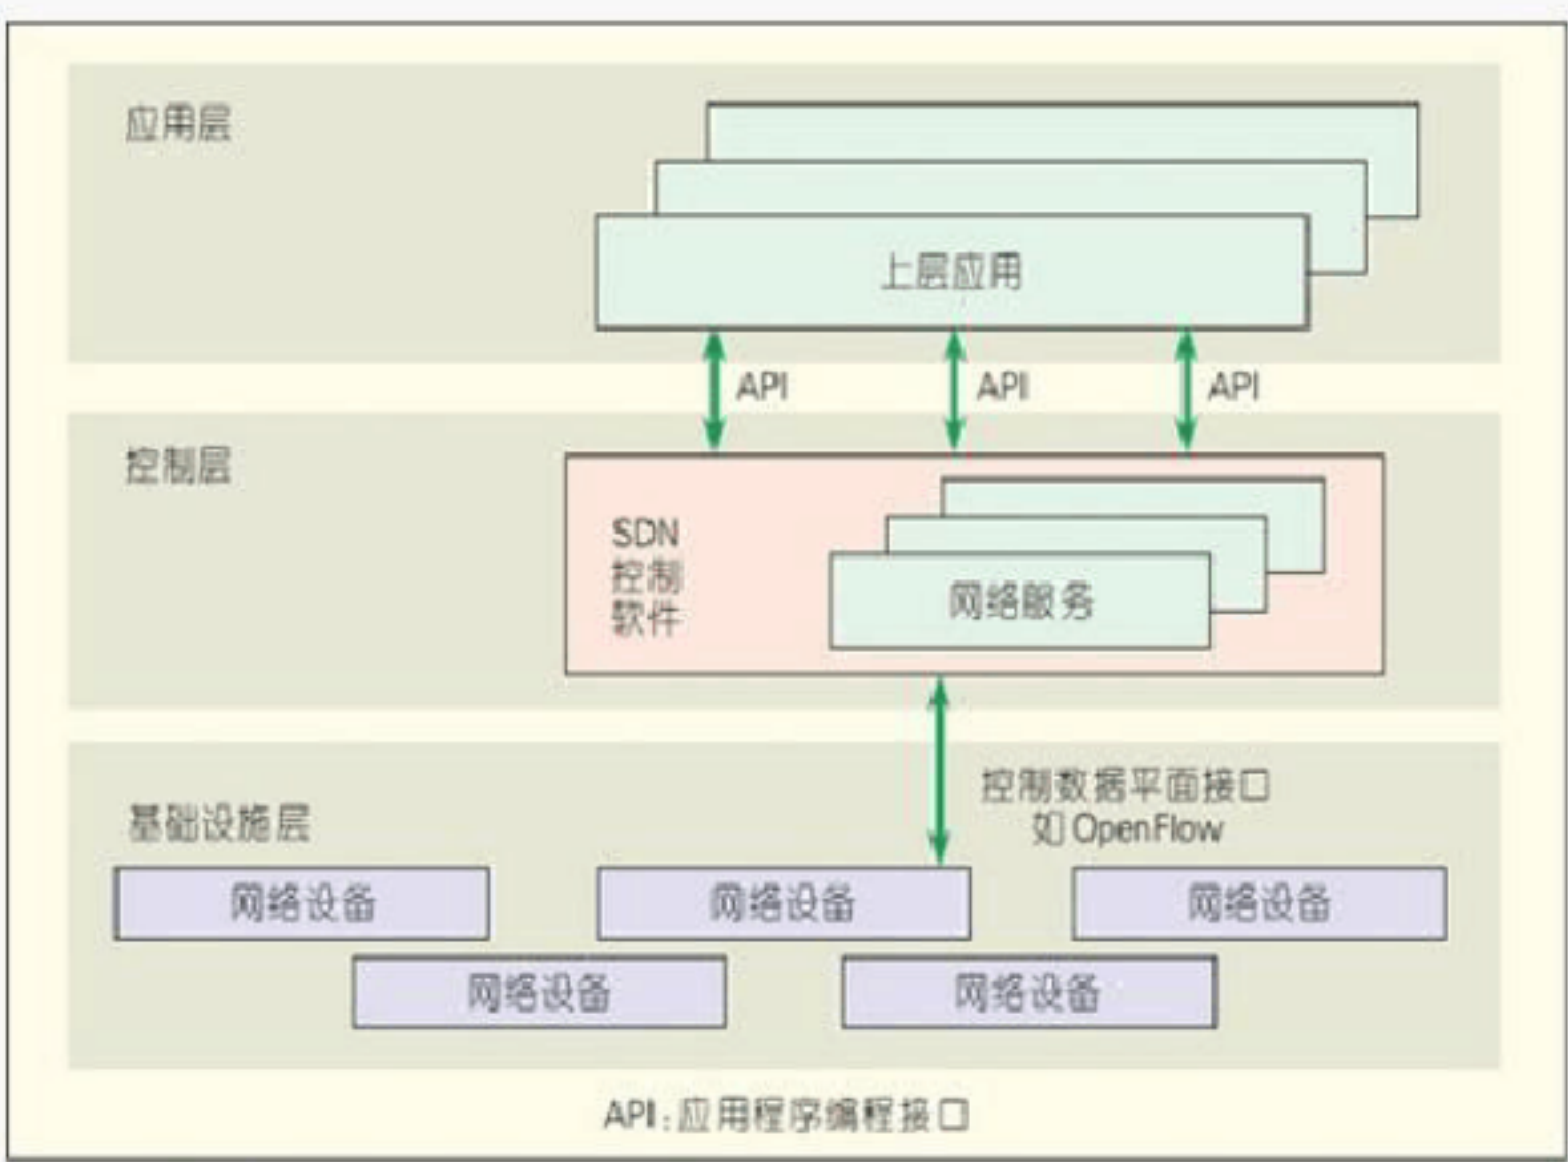 应用层
上层应用
API
API
API
控制层
SDN
控制
软件
网络服务
控制数据平面接口
如 OpenFlow
基础设施层
网络设备
网络设备
网络设备
网络设备
网络设备
API:应用程序编程接口